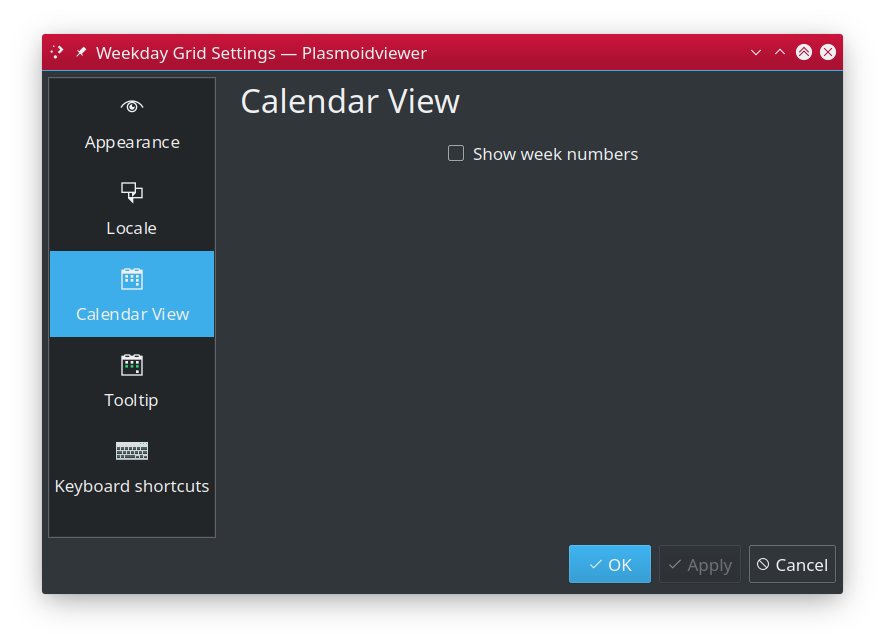 Weekday Grid Settings — Plasmoidviewer
Appearance
Locale
Calendar View
Tooltip
Keyboard shortcuts
Calendar View
Show week numbers
OK
Apply
Cancel